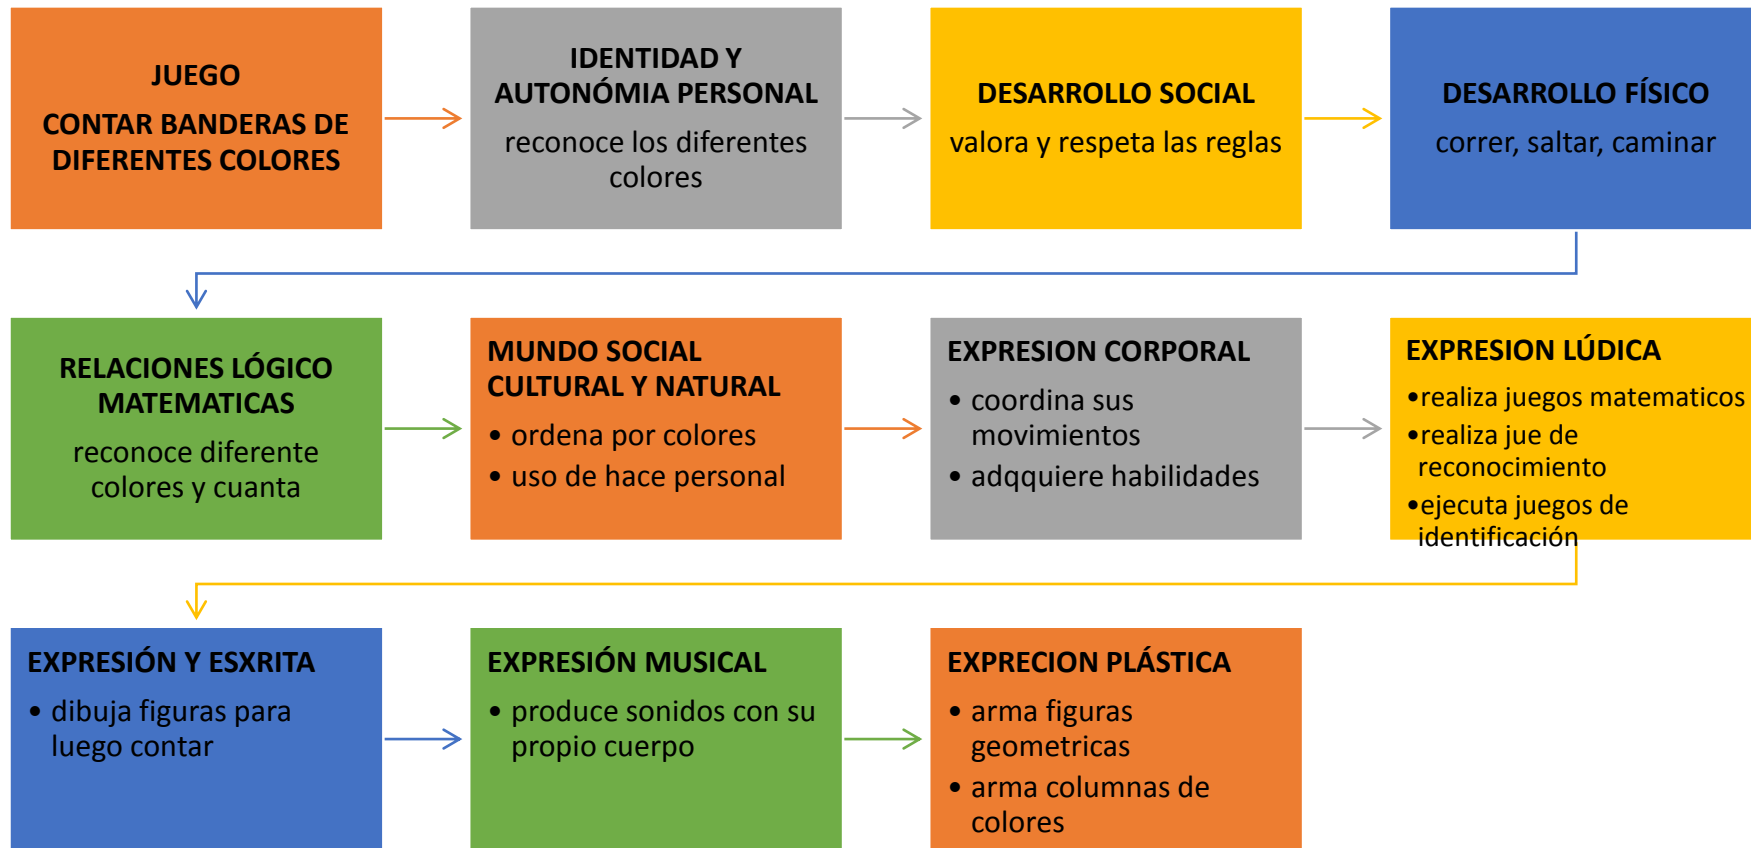 JUEGO
CONTAR BANDERAS DE
DIFERENTES COLORES
IDENTIDAD Y
AUTONÓMIA PERSONAL
reconoce los diferentes
colores
DESARROLLO SOCIAL
valora y respeta las reglas
DESARROLLO FÍSICO
correr, saltar, caminar
RELACIONES LÓGICO
MATEMATICAS
reconoce diferente
colores y cuanta
MUNDO SOCIAL
CULTURAL Y NATURAL
• ordena por colores
• uso de hace personal
EXPRESION CORPORAL
• coordina sus
movimientos
• adqquiere habilidades
EXPRESION LÚDICA
•realiza juegos matematicos
•realiza jue de
reconocimiento
•ejecuta juegos de
identificación
EXPRESIÓN Y ESXRITA
• dibuja figuras para
luego contar
EXPRESIÓN MUSICAL
• produce sonidos con su
propio cuerpo
EXPRECION PLÁSTICA
• arma figuras
geometricas
• arma columnas de
colores